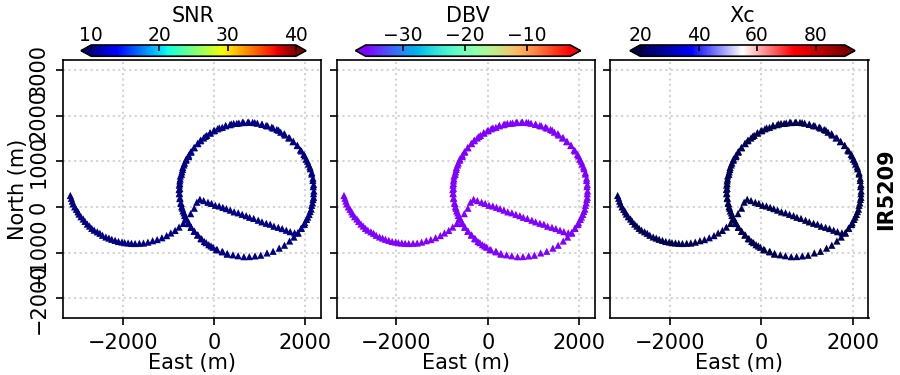 SNR DBV Xc
10 20 30 40 −30 −20 −10 20 40 60 80
North (m)
3000
2000
1000
0
−1000
−2000
IR5209
−2000 0 2000 −2000 0 2000 −2000 0 2000
East (m) East (m) East (m)